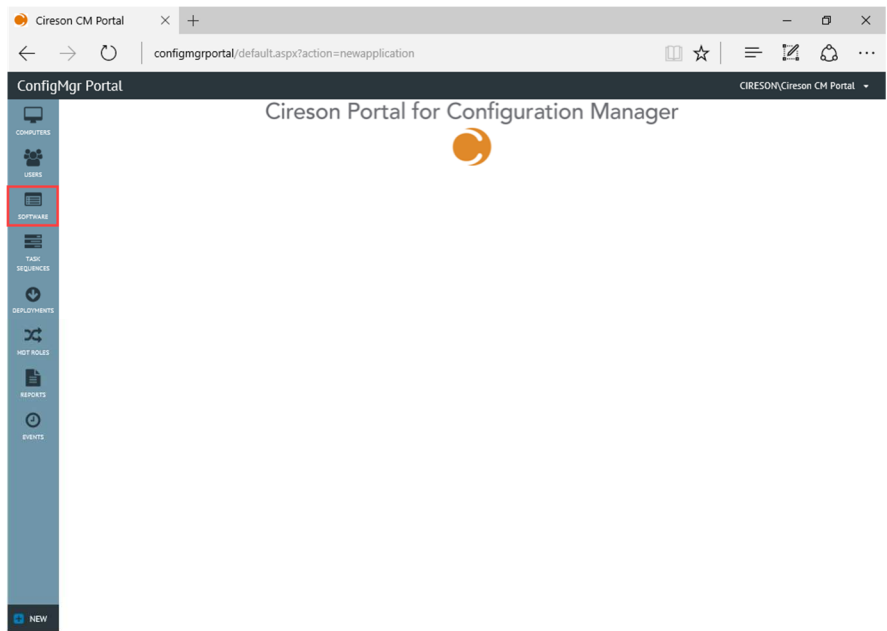 Cireson CM Portal
configmgrportal/default.aspx?action=newapplication
ConfigMgr Portal
CIRESON\Cireson CM Portal
Cireson Portal for Configuration Manager
COMPUTERS
USERS
SOFTWARE
TASK
SEQUENCES
DEPLOYMENTS
MGT ROLES
REPORTS
EVENTS
NEW